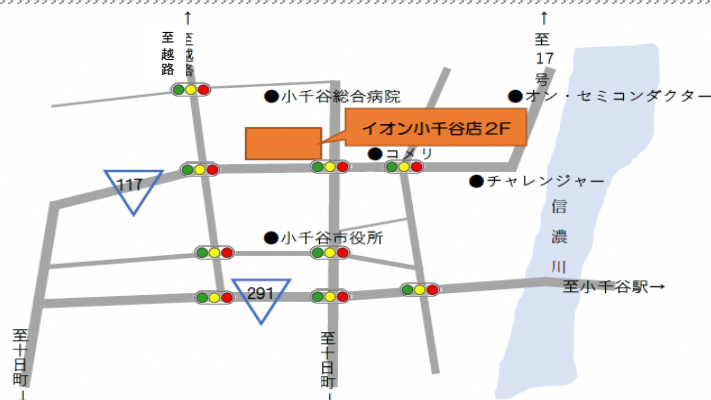 ↑
至越路
至越路
↑
至17号
●小千谷総合病院
●オン・セミコンダクター
イオン小千谷店2F
●コメリ
117
●チャレンジャー
信濃川
●小千谷市役所
291
至小千谷駅→
至十日町
↓
至十日町
↓